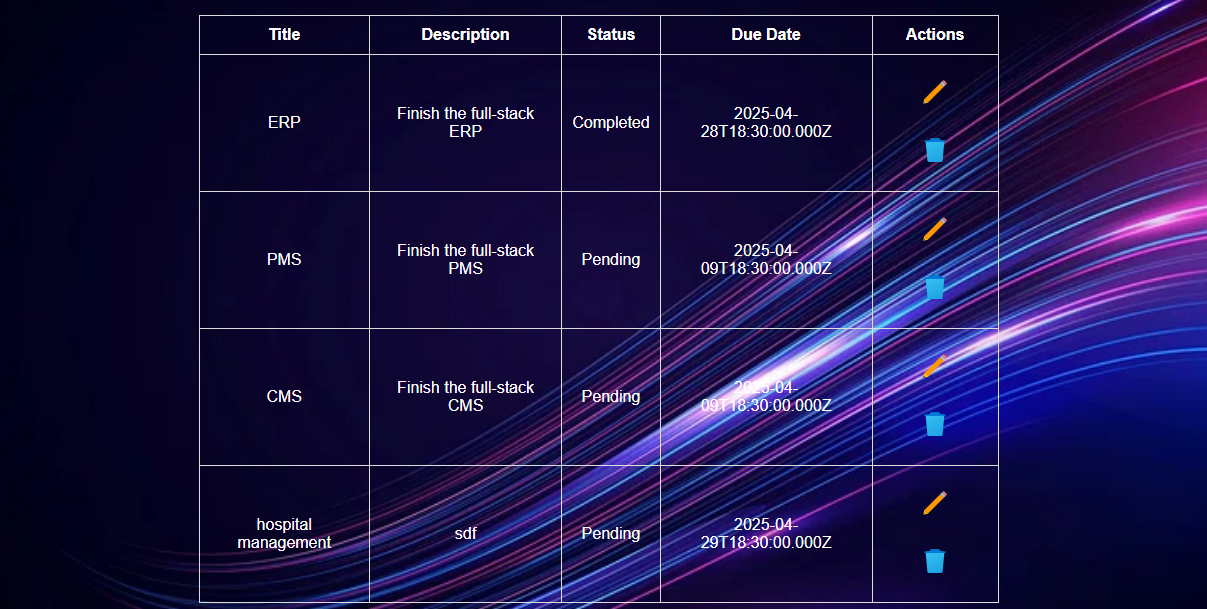 Title Description Status Due Date Actions
ERP
Finish the full-stack
ERP
Completed
2025-04-
28T18:30:00.000Z
PMS
Finish the full-stack
PMS
Pending
2025-04-
09T18:30:00.000Z
CMS
Finish the full-stack
CMS
Pending
2025-04-
09T18:30:00.000Z
hospital
management
sdf
Pending
2025-04-
29T18:30:00.000Z